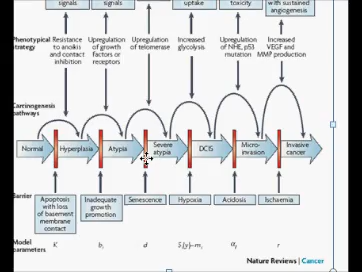 signals
signals
uptake
toxicity
with sustained
angiogenesis
Phenotypical
strategy
Resistance
to anoikis
and contact
inhibition
Upregulation
of growth
factors or
receptors
Upregulation
of telomerase
Increased
glycolysis
Upregulation
of NHE, p53
mutation
Increased
VEGF and
MMP production
Carcinogenesis
pathways
Normal
Hyperplasia
Atypia
Severe
atypia
DCIS
Micro-
invasion
Invasive
cancer
Barrier
Apoptosis
with loss
of basement
membrane
contact
Inadequate
growth
promotion
Senescence
Hypoxia
Acidosis
Ischaemia
Model
parameters
K
d
r
Nature Reviews | Cancer